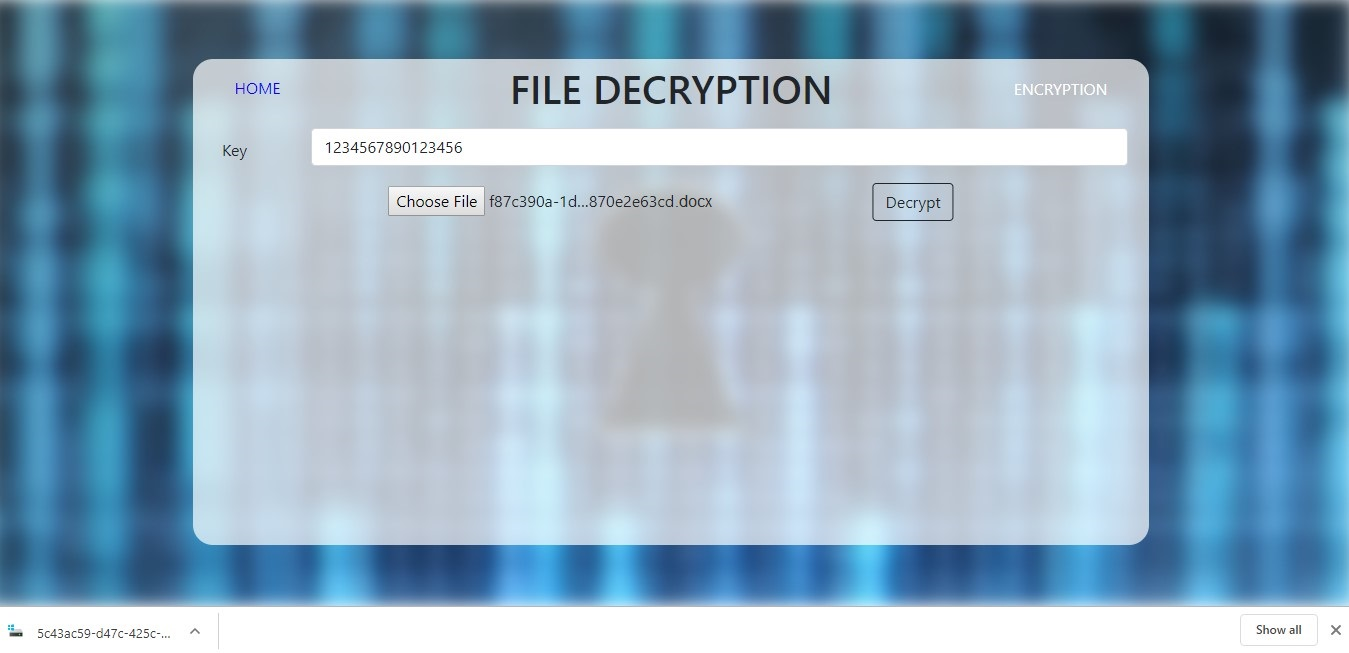 HOME FILE DECRYPTION ENCRYPTION
Key 1234567890123456
Choose File f87c390a-1d...870e2e63cd.docx Decrypt
5c43ac59-d47c-425c-... Show all